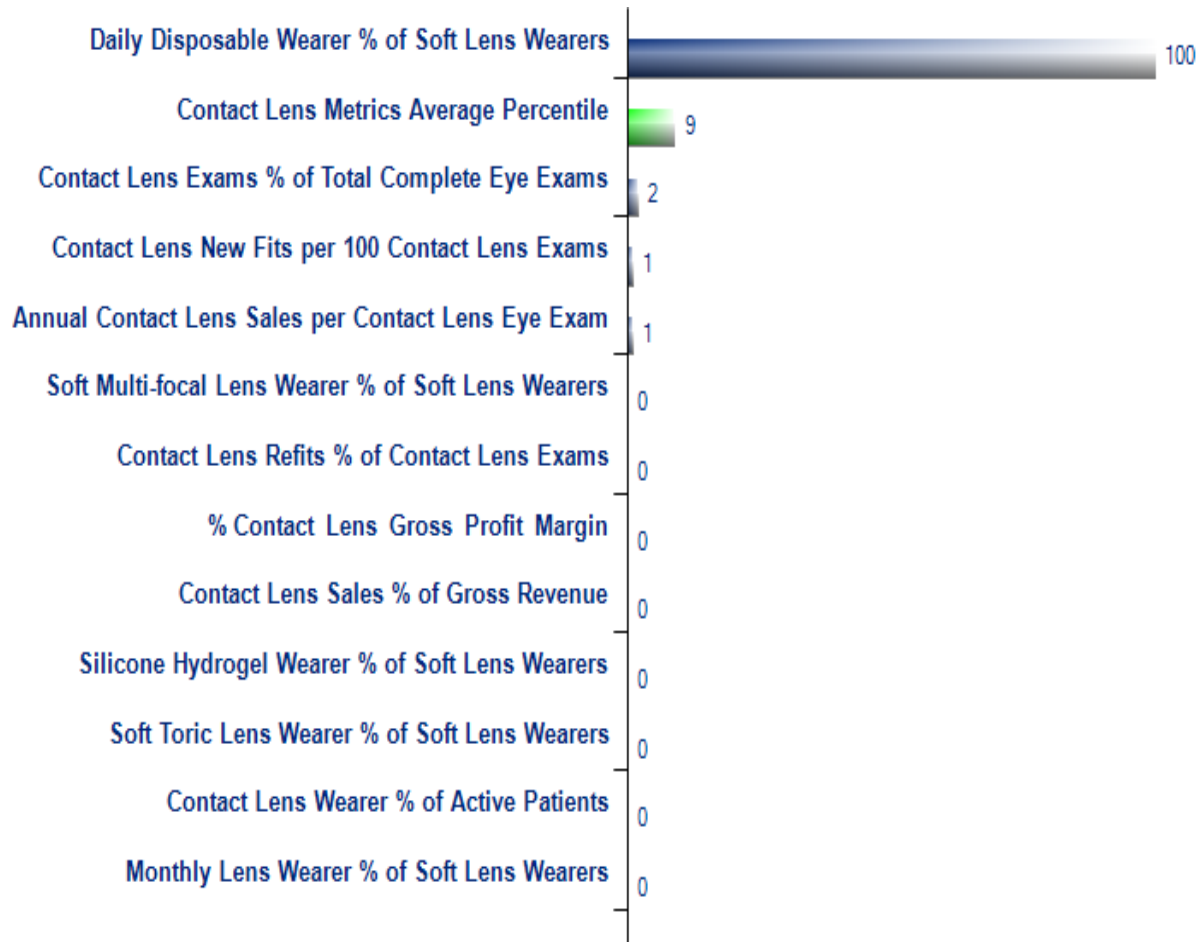 Daily Disposable Wearer % of Soft Lens Wearers 100
Contact Lens Metrics Average Percentile 9
Contact Lens Exams % of Total Complete Eye Exams 2
Contact Lens New Fits per 100 Contact Lens Exams 1
Annual Contact Lens Sales per Contact Lens Eye Exam 1
Soft Multi-focal Lens Wearer % of Soft Lens Wearers 0
Contact Lens Refits % of Contact Lens Exams 0
% Contact Lens Gross Profit Margin 0
Contact Lens Sales % of Gross Revenue 0
Silicone Hydrogel Wearer % of Soft Lens Wearers 0
Soft Toric Lens Wearer % of Soft Lens Wearers 0
Contact Lens Wearer % of Active Patients 0
Monthly Lens Wearer % of Soft Lens Wearers 0